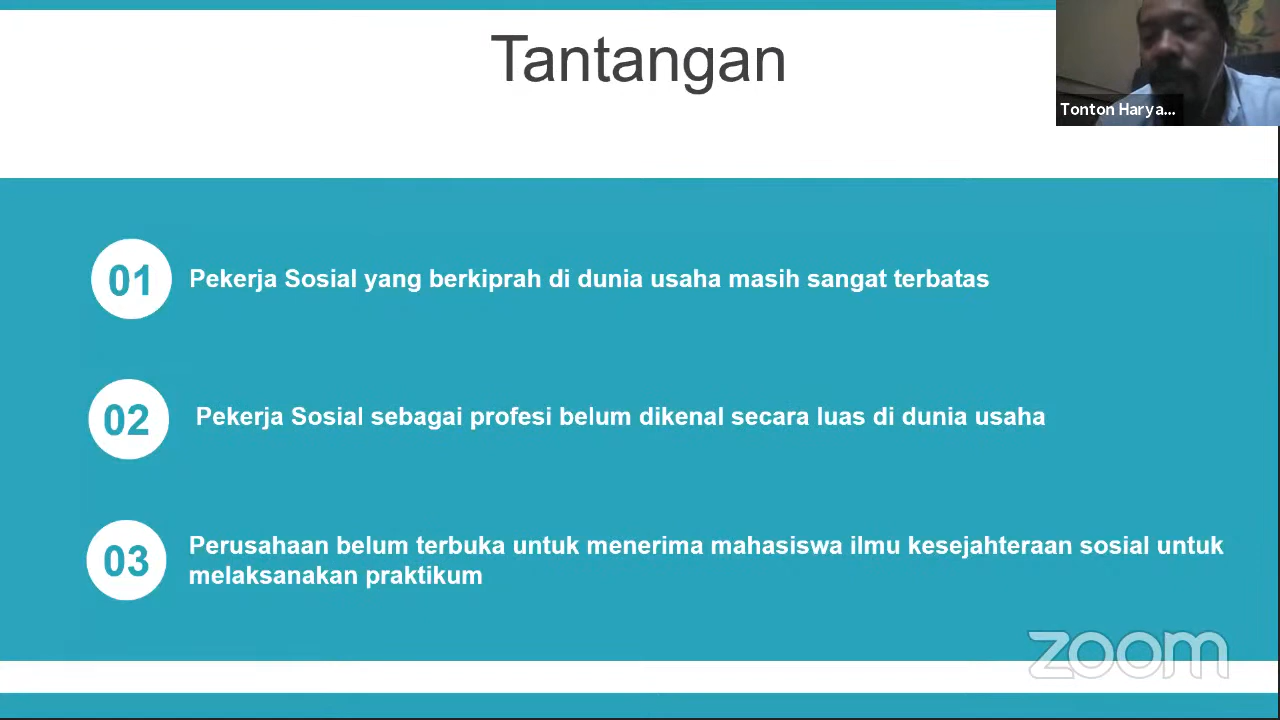 Tantangan
Tonton Harya...
01
Pekerja Sosial yang berkiprah di dunia usaha masih sangat terbatas
02
Pekerja Sosial sebagai profesi belum dikenal secara luas di dunia usaha
03
Perusahaan belum terbuka untuk menerima mahasiswa ilmu kesejahteraan sosial untuk
melaksanakan praktikum
zoom